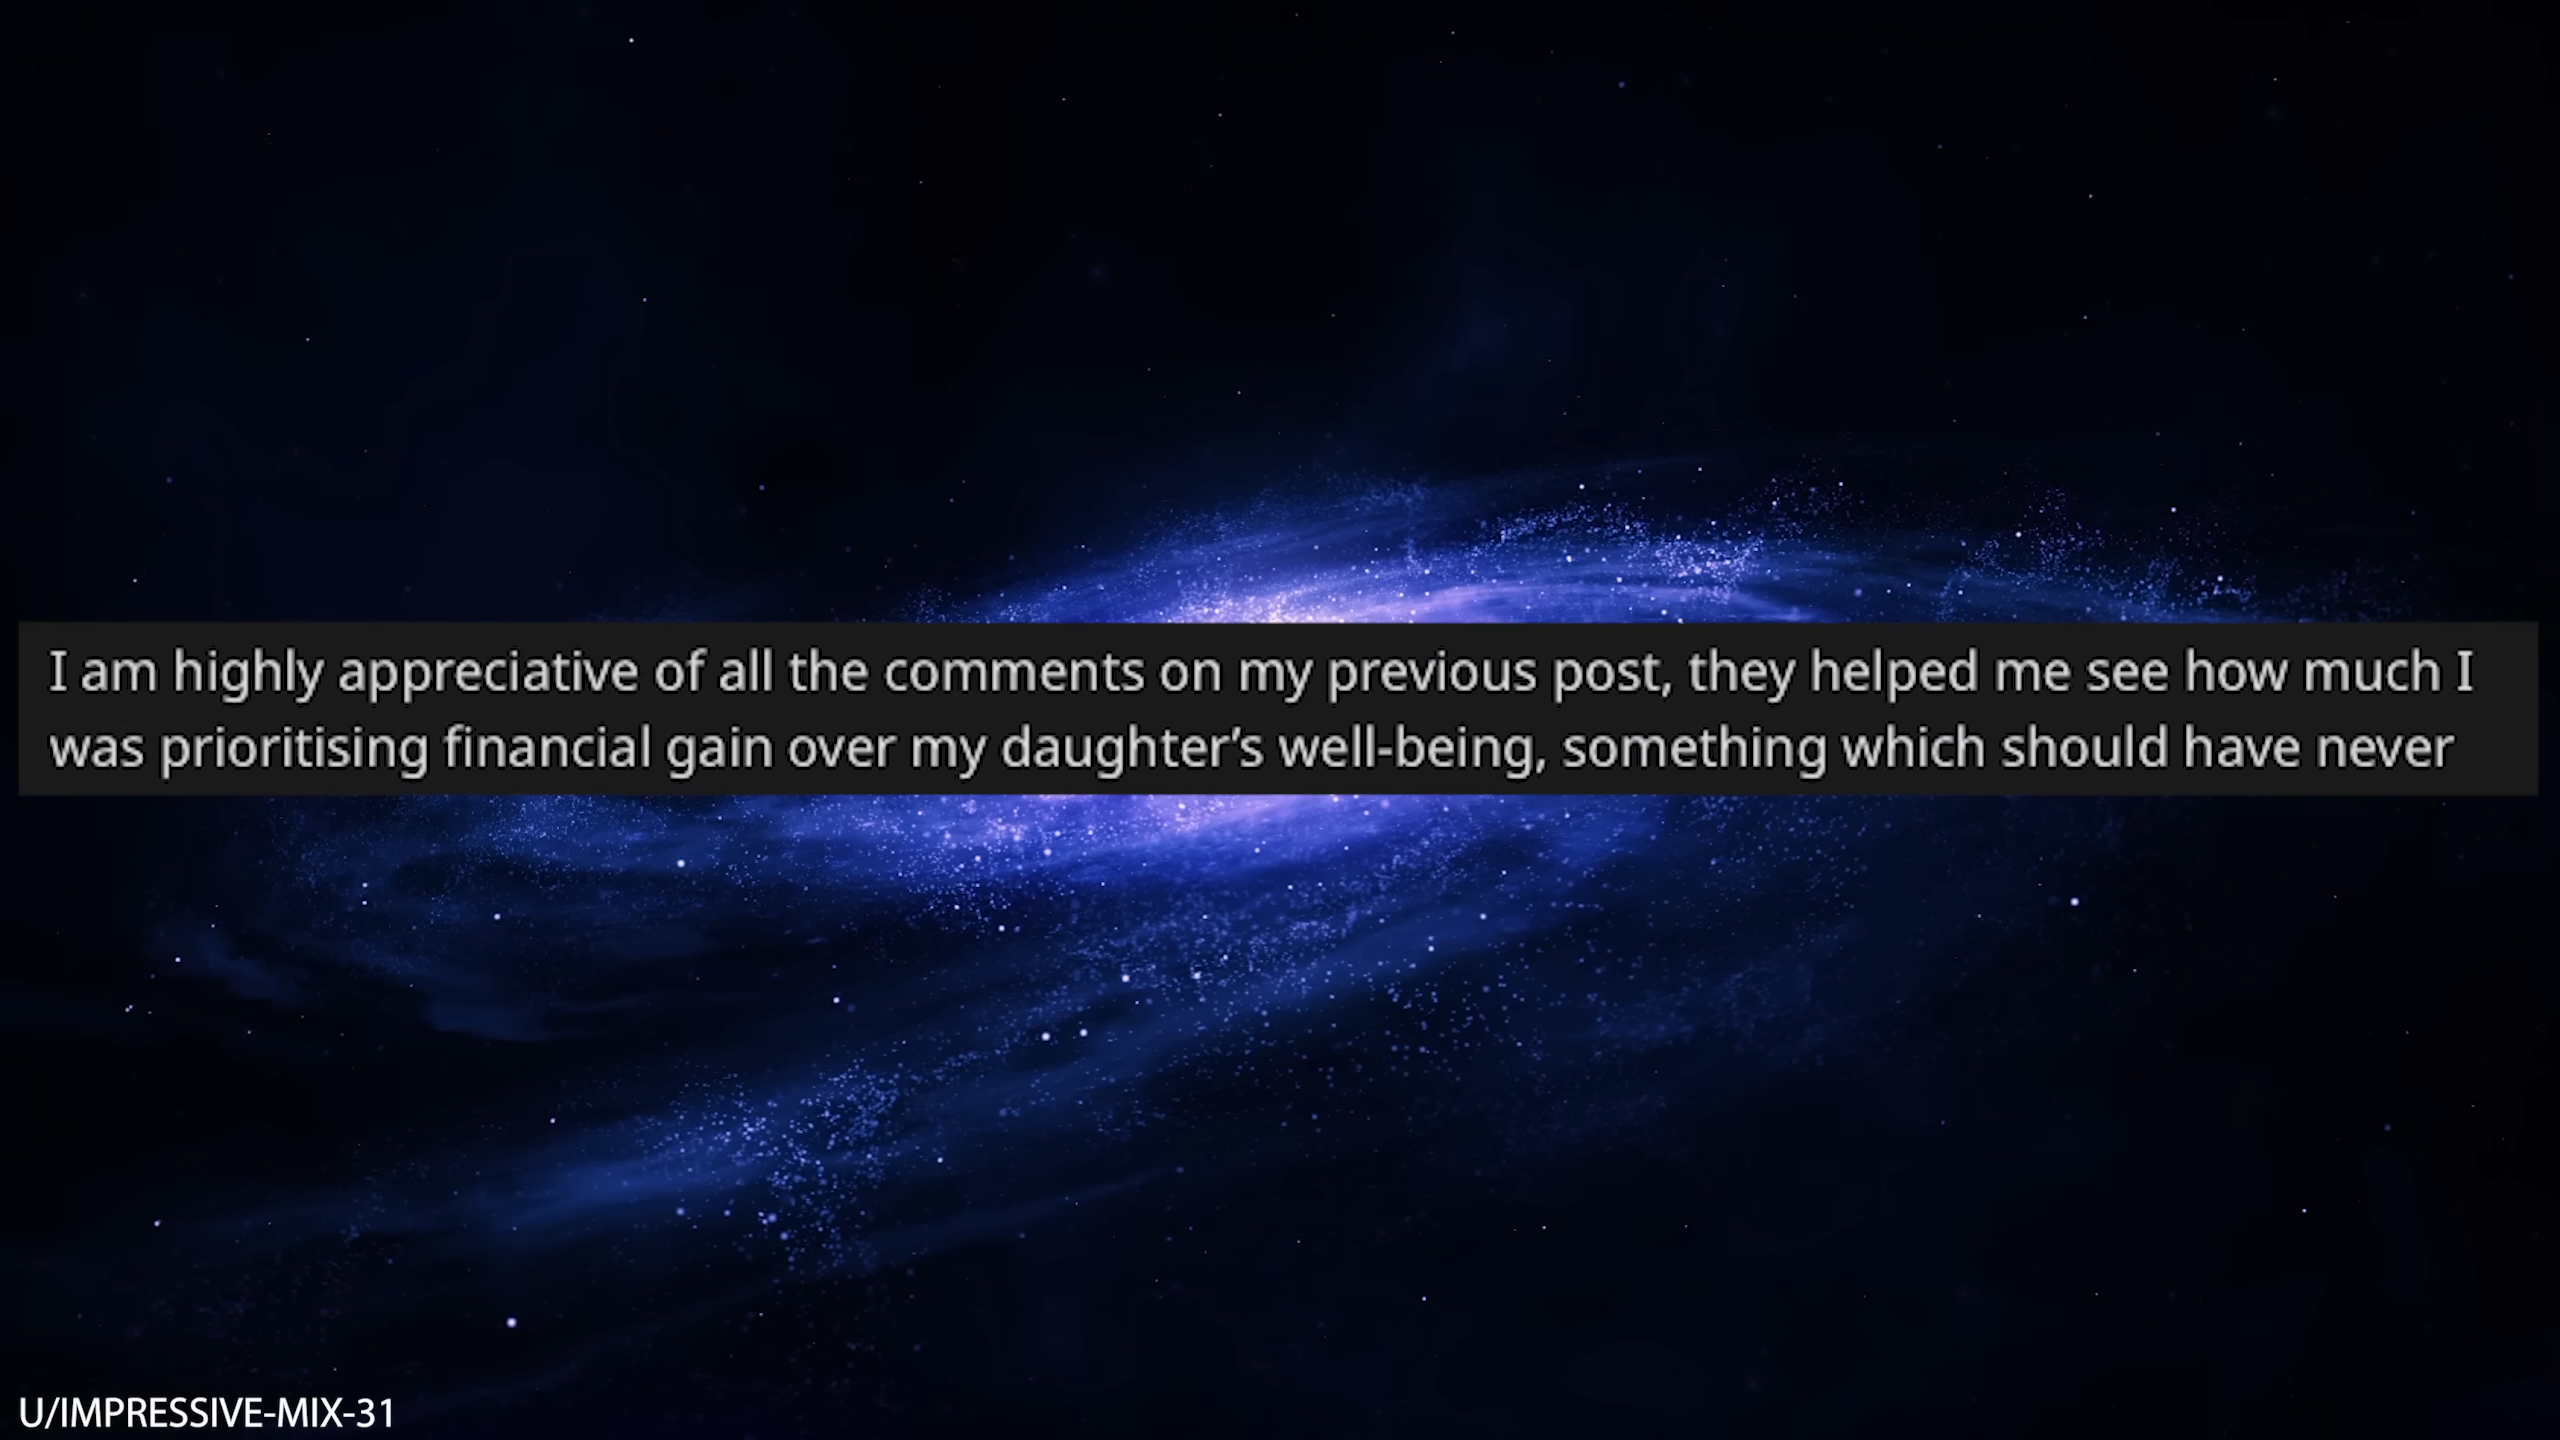 I am highly appreciative of all the comments on my previous post, they helped me see how much I
was prioritising financial gain over my daughter’s well-being, something which should have never
U/IMPRESSIVE-MIX-31